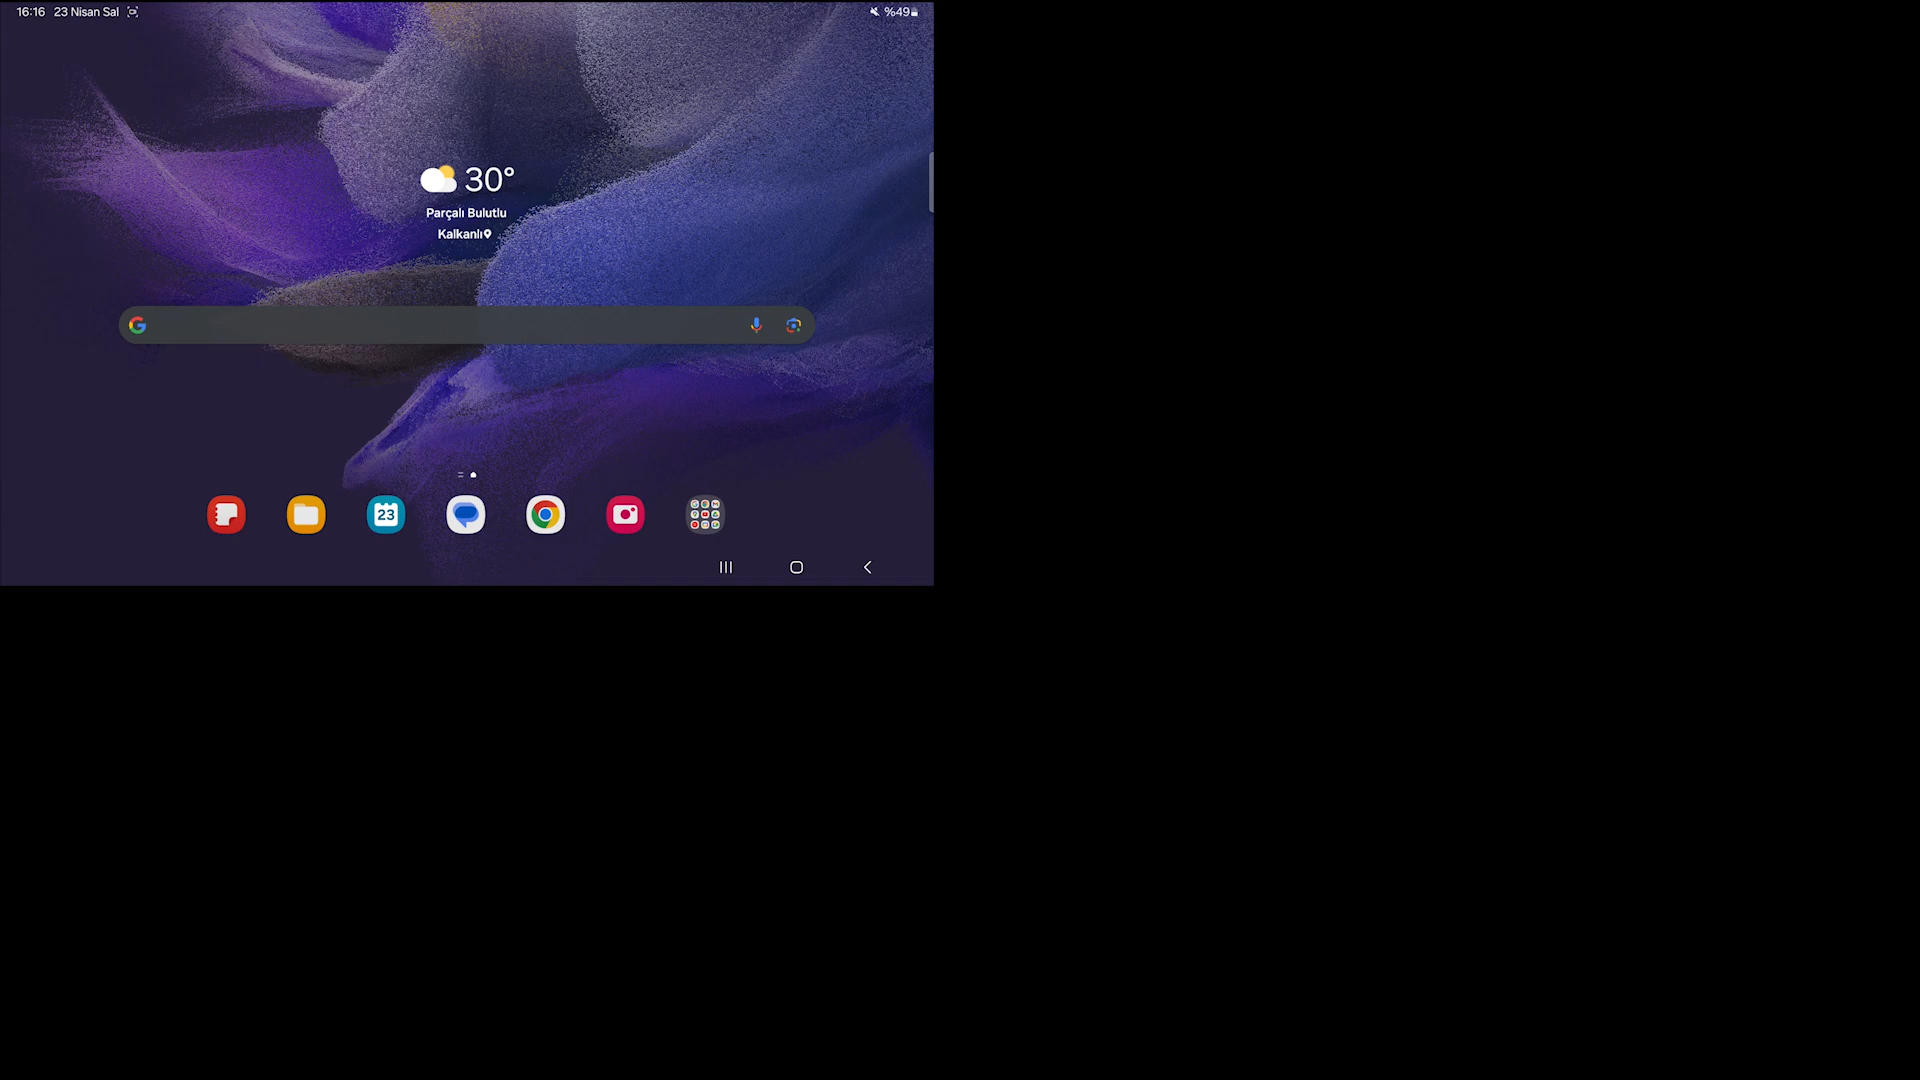 16:16 23 Nisan Sal %49
30°
Parçalı Bulutlu
Kalkanlı
23